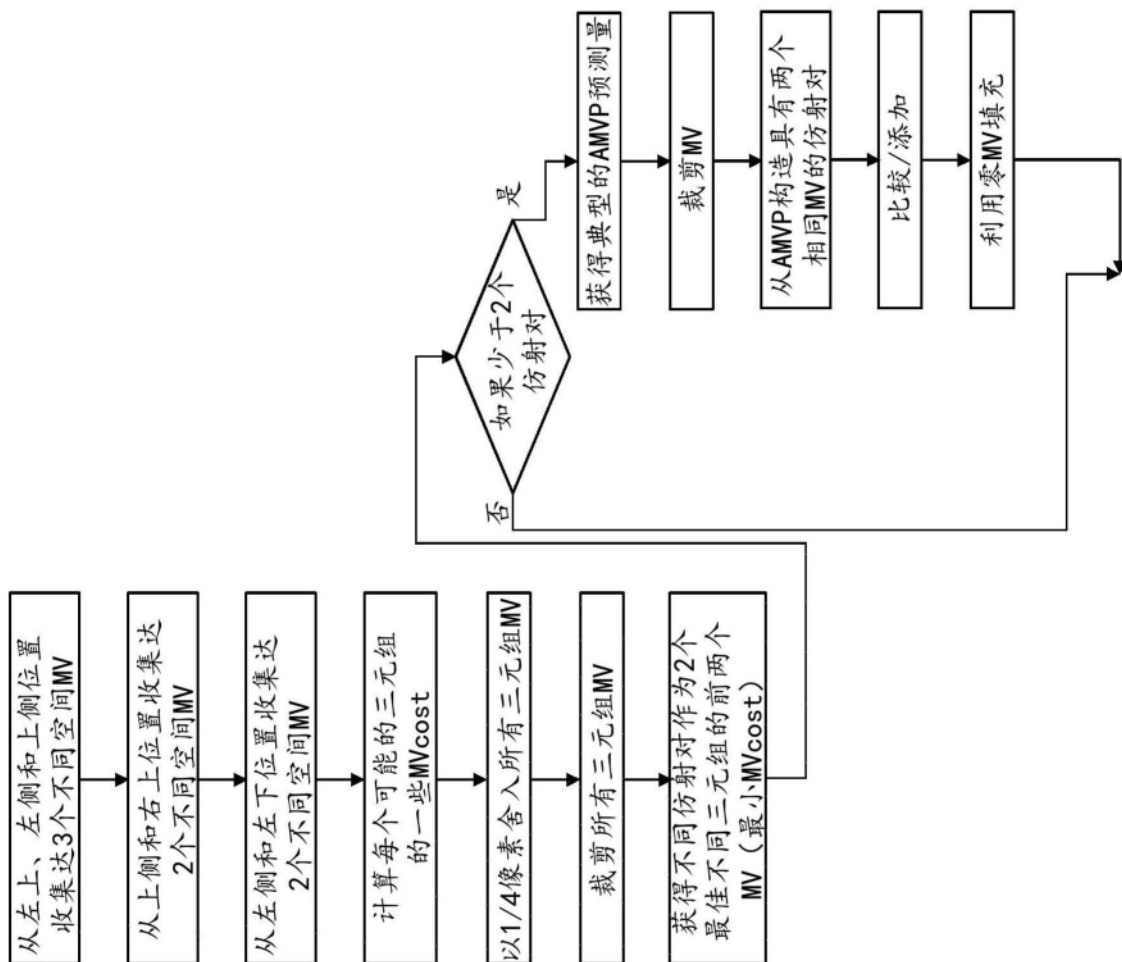 从左上、左侧和上侧位置
收集达3个不同空间MV
从上侧和右上位置收集达
2个不同空间MV
从左侧和左下位置收集达
2个不同空间MV
计算每个可能的三元组
的一些MVcost
以1/4像素舍入所有三元组MV
裁剪所有三元组MV
获得不同仿射对作为2个
最佳不同三元组的前两个
MV（最小MVcost）
如果少于2个
仿射对
否
是
获得典型的AMVP预测量
裁剪MV
从AMVP构造具有两个
相同MV的仿射对
比较/添加
利用零MV填充